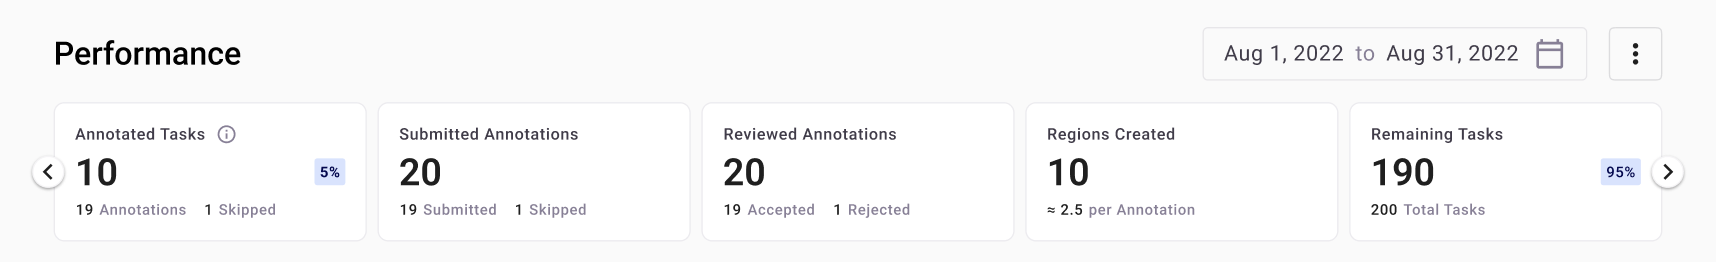 Performance
Aug 1, 2022 to Aug 31, 2022
Annotated Tasks
10
5%
19 Annotations 1 Skipped
Submitted Annotations
20
19 Submitted 1 Skipped
Reviewed Annotations
20
19 Accepted 1 Rejected
Regions Created
10
≈ 2.5 per Annotation
Remaining Tasks
190
95%
200 Total Tasks